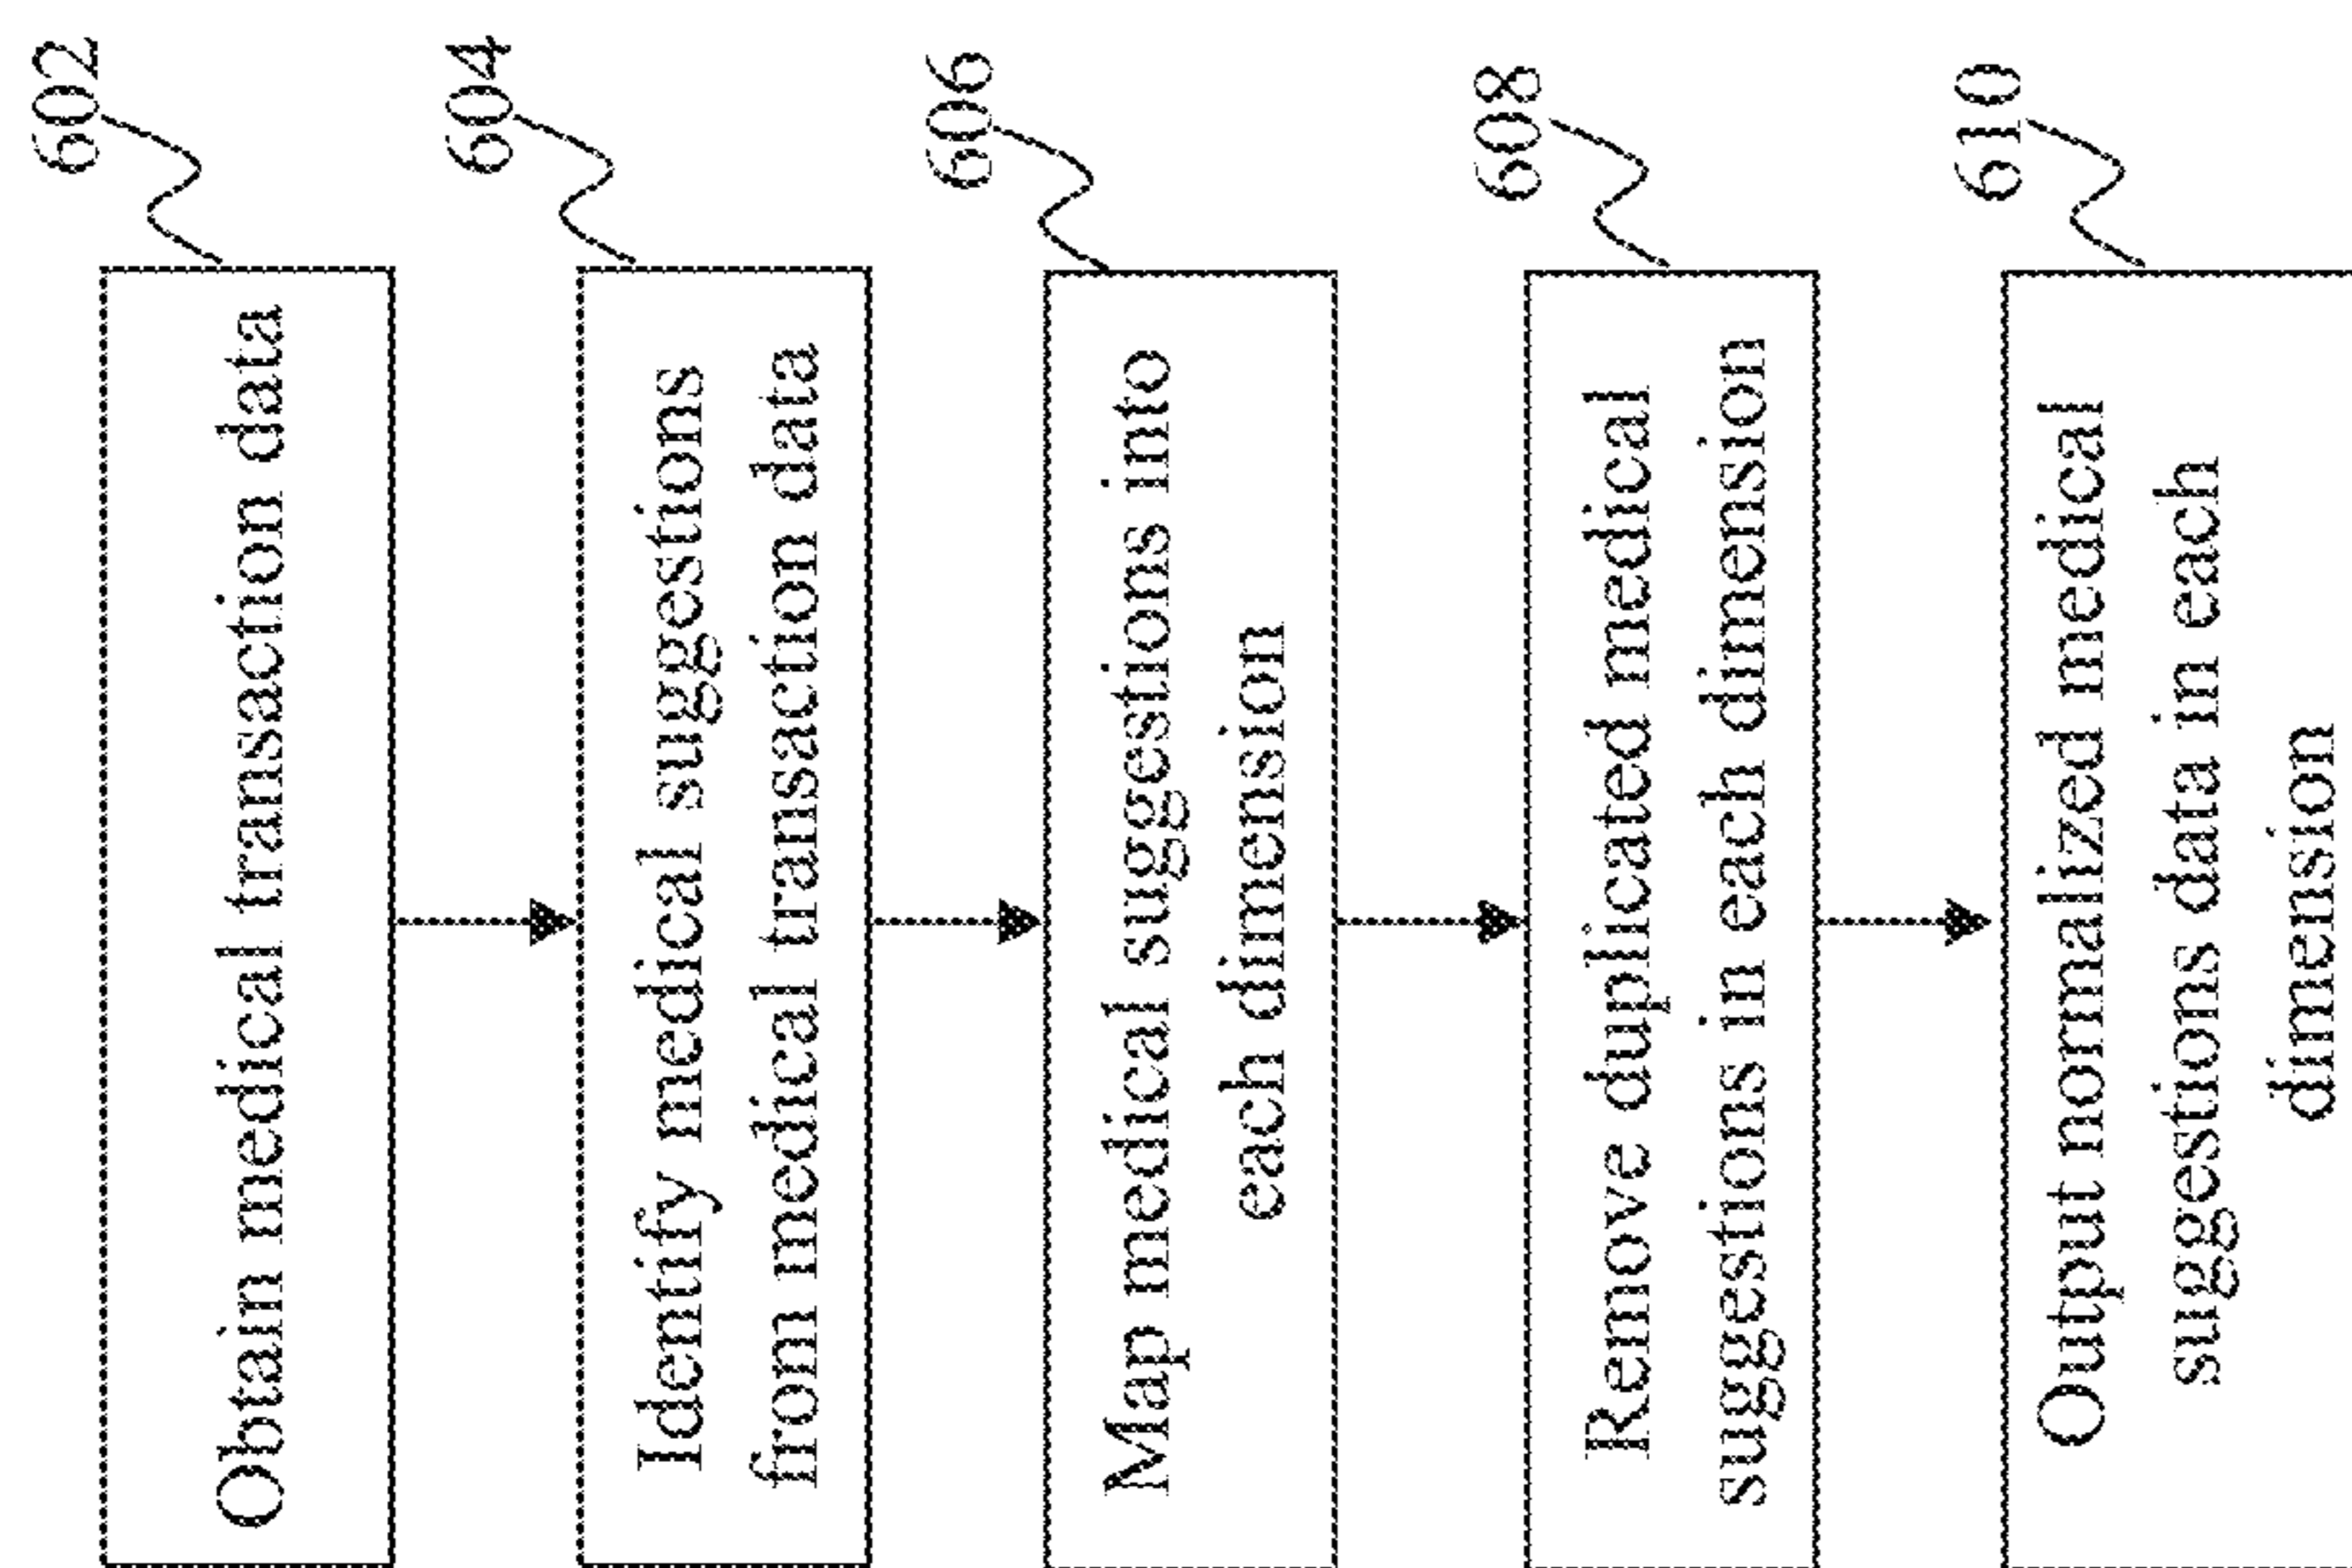 602
Obtain medical transaction data
604
Identify medical suggestions
from medical transaction data
606
Map medical suggestions into
each dimension
608
Remove duplicated medical
suggestions in each dimension
610
Output normalized medical
suggestions data in each
dimension